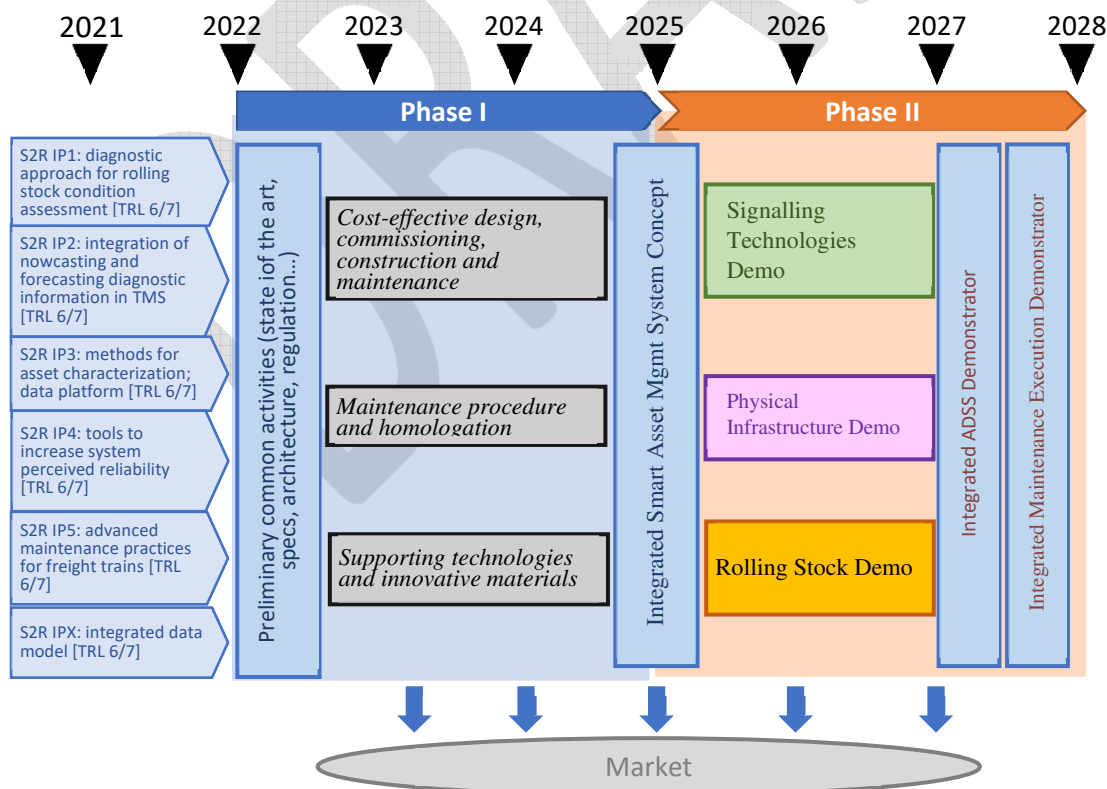 2021 2022 2023 2024 2025 2026 2027 2028
Phase I
Phase II
S2R IP1: diagnostic
approach for rolling
stock condition
assessment [TRL 6/7]
S2R IP2: integration of
nowcasting and
forecasting diagnostic
information in TMS
[TRL 6/7]
S2R IP3: methods for
asset characterization;
data platform [TRL 6/7]
S2R IP4: tools to
increase system
perceived reliability
[TRL 6/7]
S2R IP5: advanced
maintenance practices
for freight trains [TRL
6/7]
S2R IPX: integrated data
model [TRL 6/7]
Preliminary common activities (state iof the art,
specs, architecture, regulation...)
Cost-effective design,
commissioning,
construction and
maintenance
Maintenance procedure
and homologation
Supporting technologies
and innovative materials
Integrated Smart Asset Mgmt System Concept
Signalling
Technologies
Demo
Physical
Infrastructure Demo
Rolling Stock Demo
Integrated ADSS Demonstrator
Integrated Maintenance Execution Demonstrator
Market